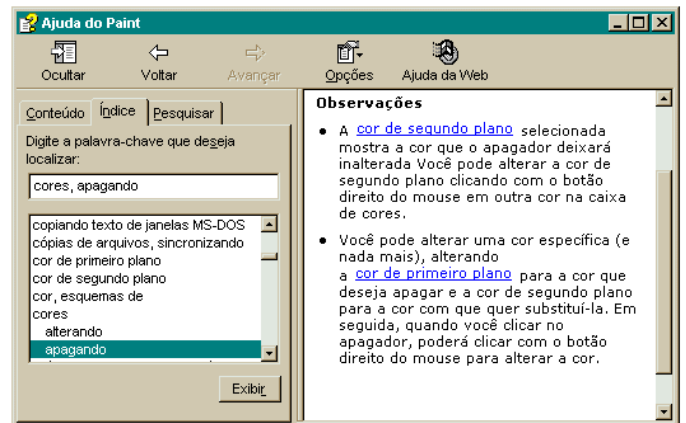 Ajuda do Paint
Ocultar Voltar Avançar Opções Ajuda da Web
Conteúdo Índice Pesquisar
Digite a palavra-chave que deseja
localizar:
cores, apagando
copiando texto de janelas MS-DOS
cópias de arquivos, sincronizando
cor de primeiro plano
cor de segundo plano
cor, esquemas de
cores
alterando
apagando
Exibir
Observações
• A cor de segundo plano selecionada
mostra a cor que o apagador deixará
inalterada Você pode alterar a cor de
segundo plano clicando com o botão
direito do mouse em outra cor na caixa
de cores.
• Você pode alterar uma cor específica (e
nada mais), alterando
a cor de primeiro plano para a cor que
deseja apagar e a cor de segundo plano
para a cor com que quer substituí-la. Em
seguida, quando você clicar no
apagador, poderá clicar com o botão
direito do mouse para alterar a cor.